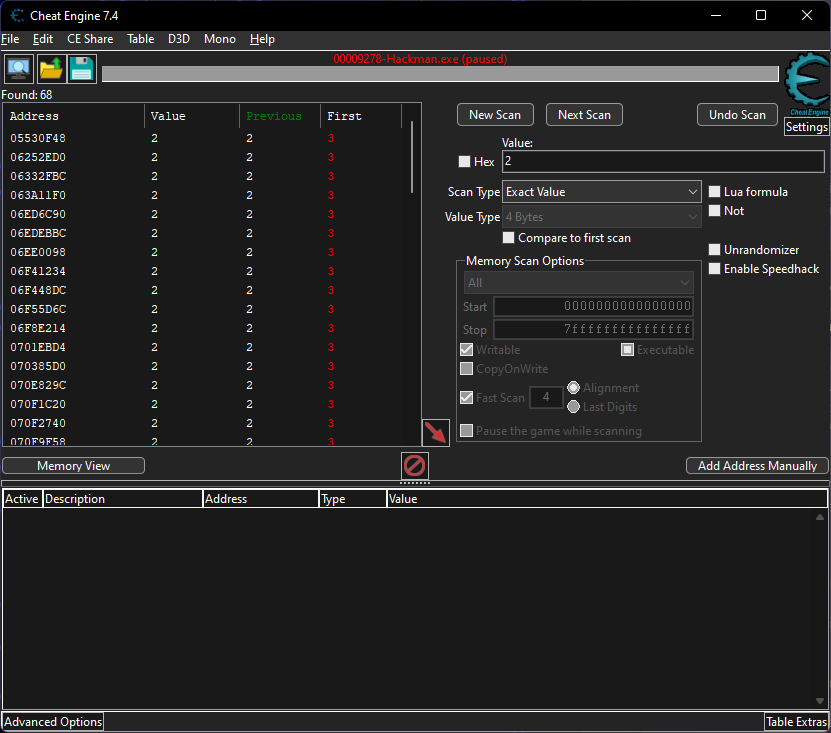 Cheat Engine 7.4
File Edit CE Share Table D3D Mono Help
00009278-Hackman.exe (paused)
Found: 68
Cheat Engine
Settings
Address Value Previous First
05530F48 2 2 3
06252ED0 2 2 3
06332FBC 2 2 3
063A11F0 2 2 3
06ED6C90 2 2 3
06EDEBBC 2 2 3
06EE0098 2 2 3
06F41234 2 2 3
06F448DC 2 2 3
06F55D6C 2 2 3
06F8E214 2 2 3
0701EBD4 2 2 3
070385D0 2 2 3
070E829C 2 2 3
070F1C20 2 2 3
070F2740 2 2 3
070F9F58 2 2 3
New Scan Next Scan Undo Scan
Value:
Hex 2
Scan Type Exact Value
Lua formula
Value Type 4 Bytes
Not
Compare to first scan
Unrandomizer
Enable Speedhack
Memory Scan Options
All
Start 0000000000000000
Stop 7fffffffffffffff
Writable Executable
CopyOnWrite
Fast Scan 4 Alignment
Last Digits
Pause the game while scanning
Memory View Add Address Manually
Active Description Address Type Value
Advanced Options Table Extras